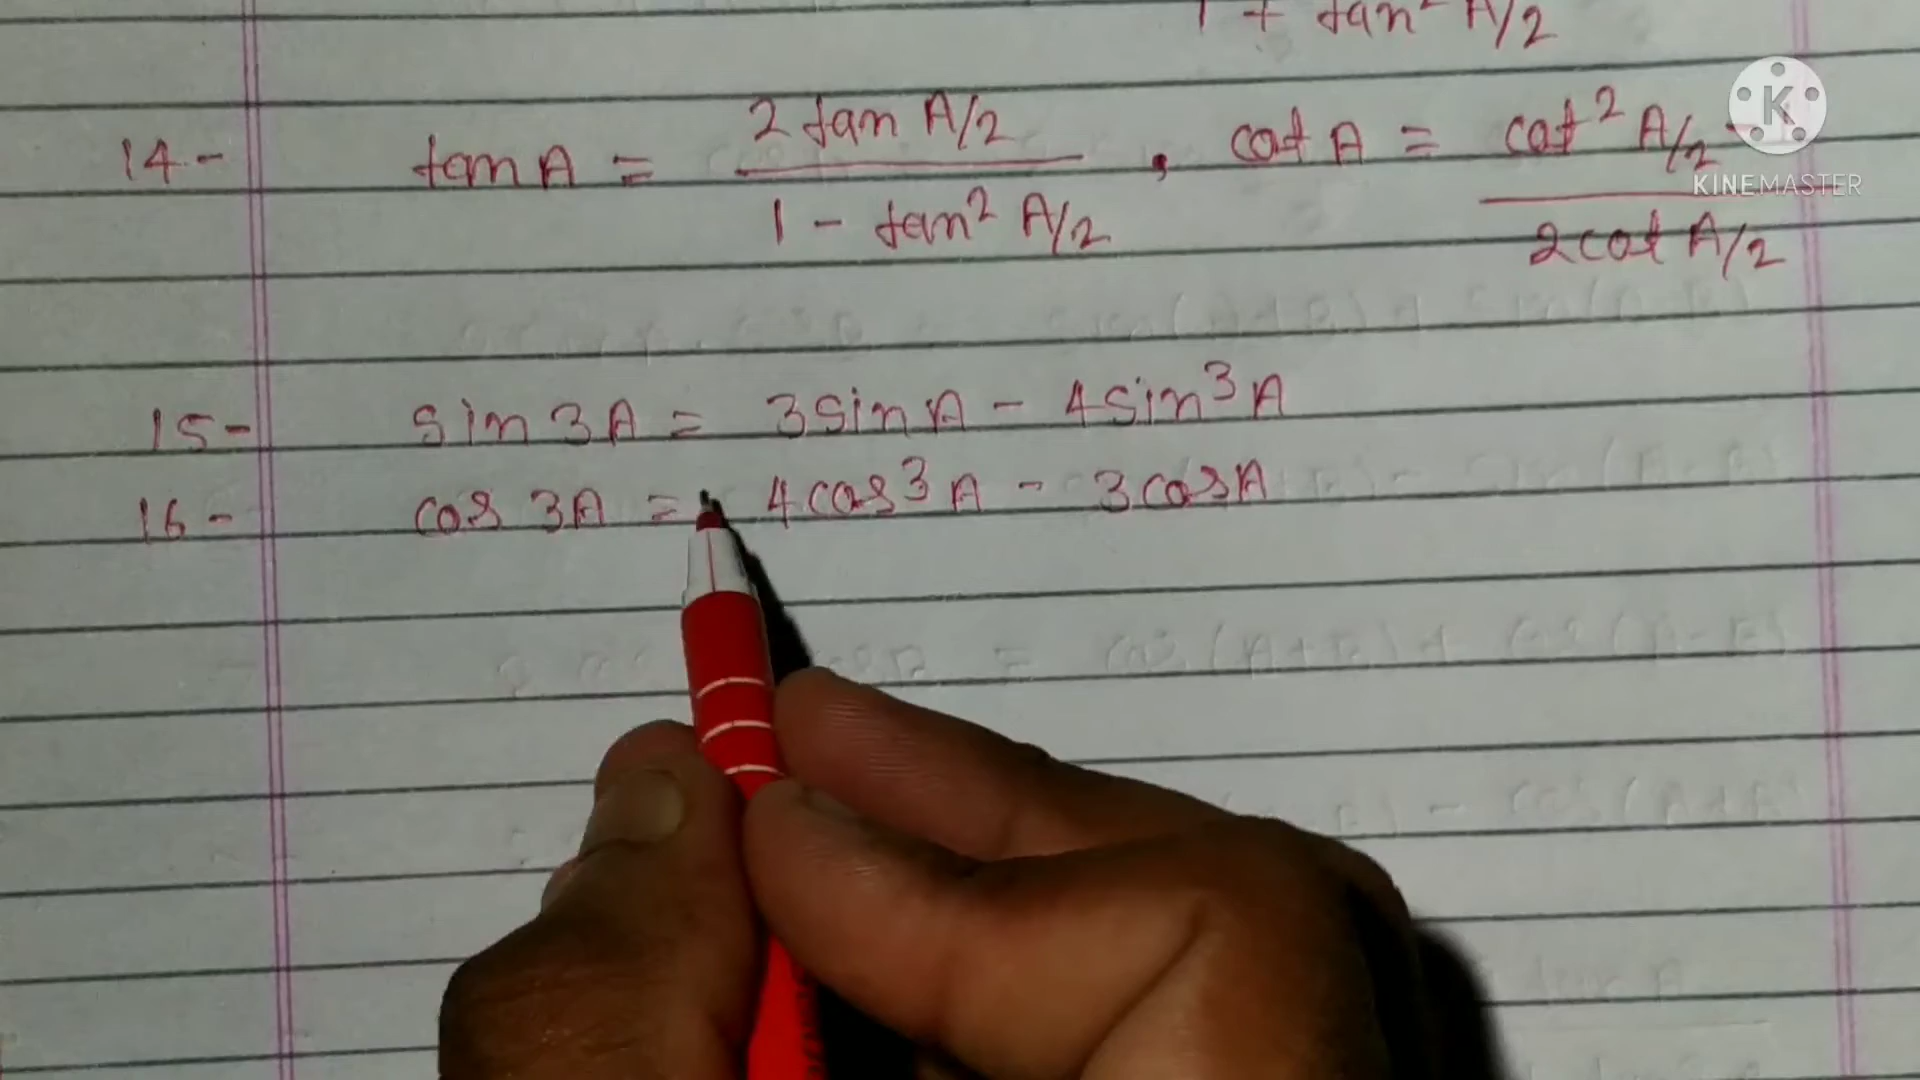 1 + tan² A/2
14- tan A = 2 tan A/2 / 1 - tan² A/2 , cot A = cot² A/2 - / 2 cot A/2
K
KINEMASTER
15- sin 3A = 3 sin A - 4 sin³ A
16- cos 3A = 4 cos³ A - 3 cos A